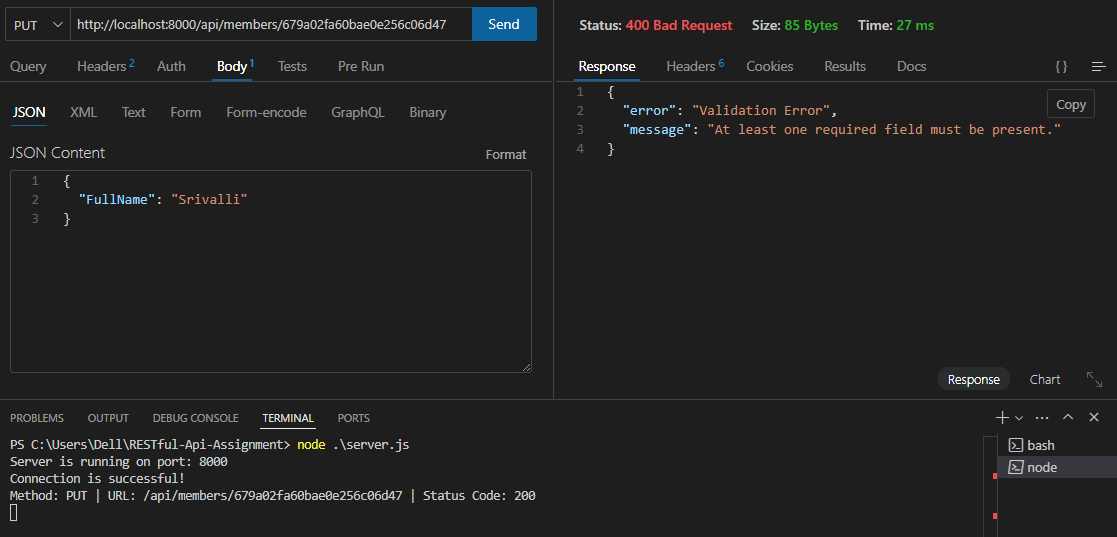 PUT http://localhost:8000/api/members/679a02fa60bae0e256c06d47 Send
Query Headers 2 Auth Body 1 Tests Pre Run
JSON XML Text Form Form-encode GraphQL Binary
JSON Content Format
1 {
2 "FullName": "Srivalli"
3 }
Status: 400 Bad Request Size: 85 Bytes Time: 27 ms
Response Headers 6 Cookies Results Docs {}
Copy
1 {
2 "error": "Validation Error",
3 "message": "At least one required field must be present."
4 }
Response Chart
PROBLEMS OUTPUT DEBUG CONSOLE TERMINAL PORTS
PS C:\Users\Dell\RESTful-Api-Assignment> node .\server.js
Server is running on port: 8000
Connection is successful!
Method: PUT | URL: /api/members/679a02fa60bae0e256c06d47 | Status Code: 200
bash
node